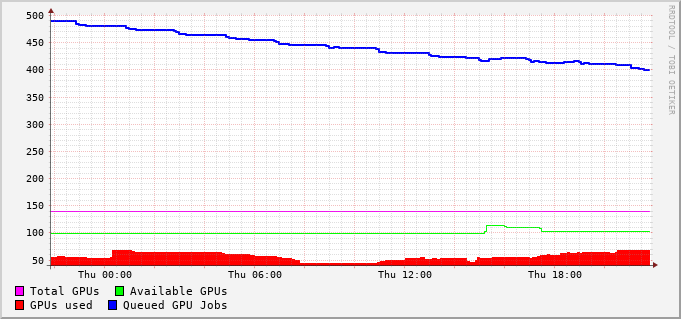 500
450
400
350
300
250
200
150
100
50
Thu 00:00 Thu 06:00 Thu 12:00 Thu 18:00
Total GPUs Available GPUs
GPUs used Queued GPU Jobs
RRDTOOL / TOBI OETIKER